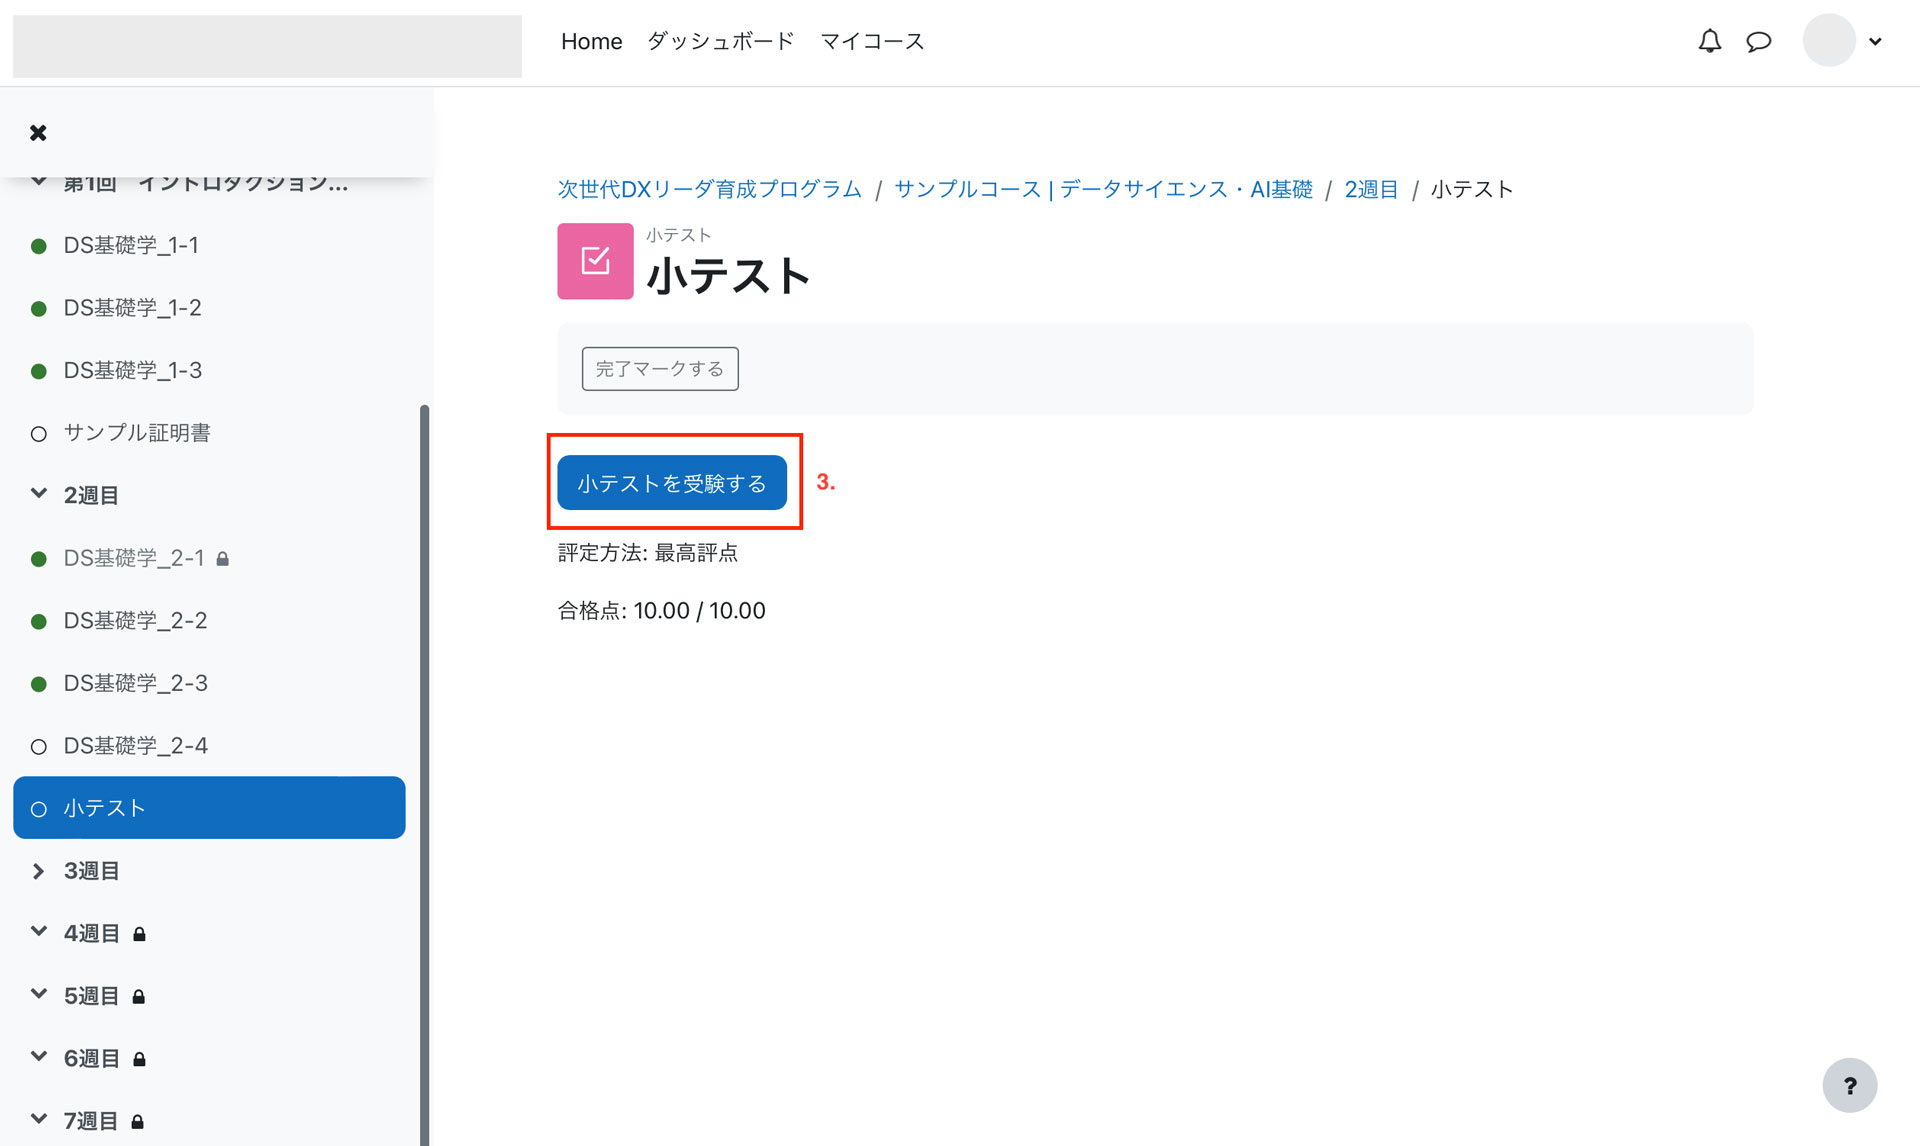 Home ダッシュボード マイコース
第1回 イントロダクション...
DS基礎学_1-1
DS基礎学_1-2
DS基礎学_1-3
サンプル証明書
2週目
DS基礎学_2-1
DS基礎学_2-2
DS基礎学_2-3
DS基礎学_2-4
小テスト
3週目
4週目
5週目
6週目
7週目
次世代DXリーダ育成プログラム / サンプルコース | データサイエンス・AI基礎 / 2週目 / 小テスト
小テスト
小テスト
完了マークする
小テストを受験する 3.
評定方法: 最高評点
合格点: 10.00 / 10.00
?